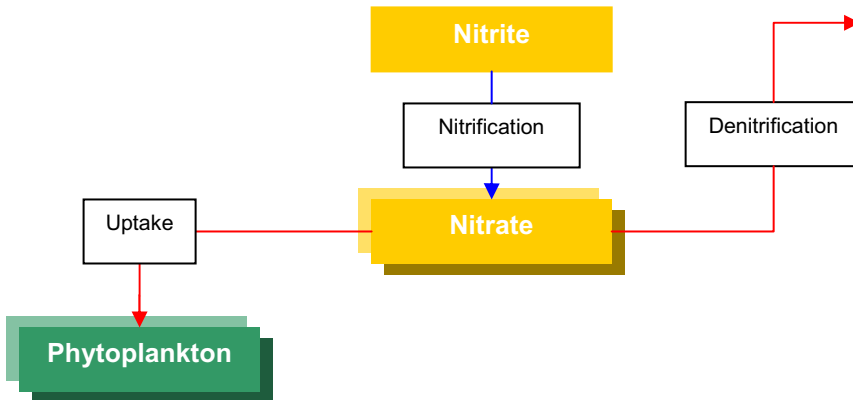 Nitrite
Nitrification
Denitrification
Uptake
Nitrate
Phytoplankton